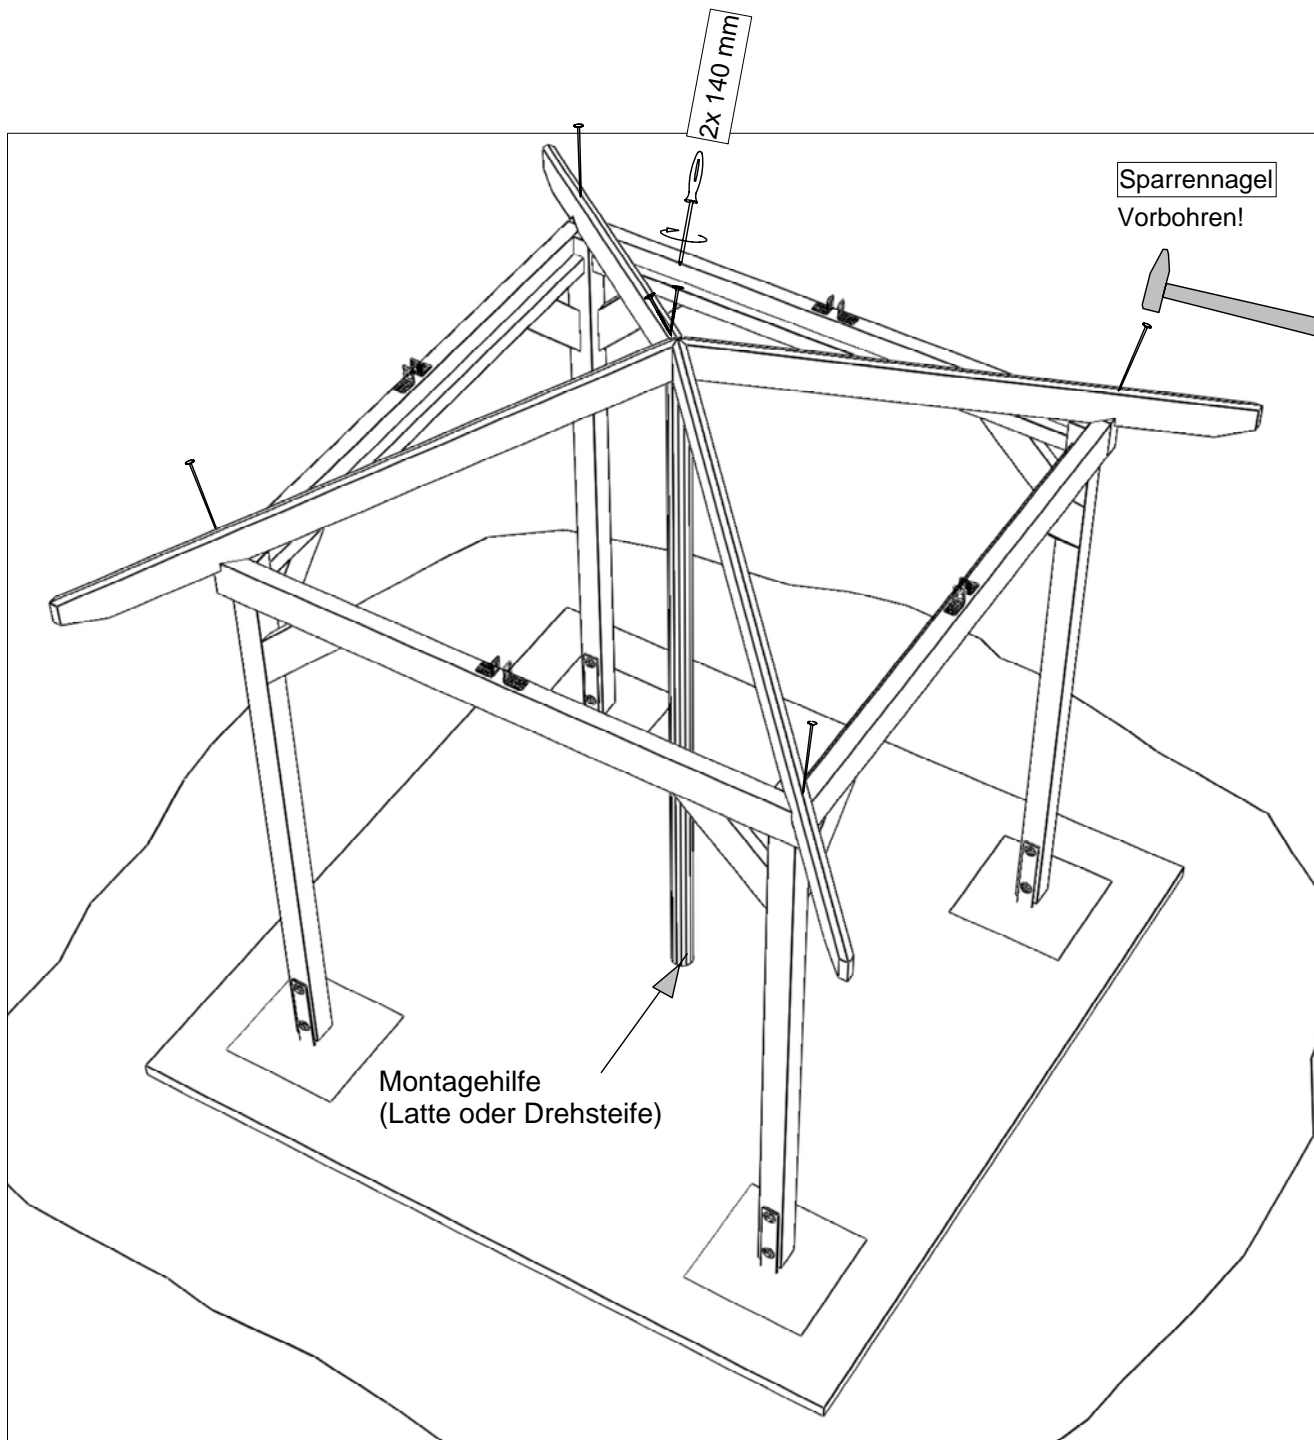 2x 140 mm
Sparrennagel
Vorbohren!
Montagehilfe
(Latte oder Drehsteife)